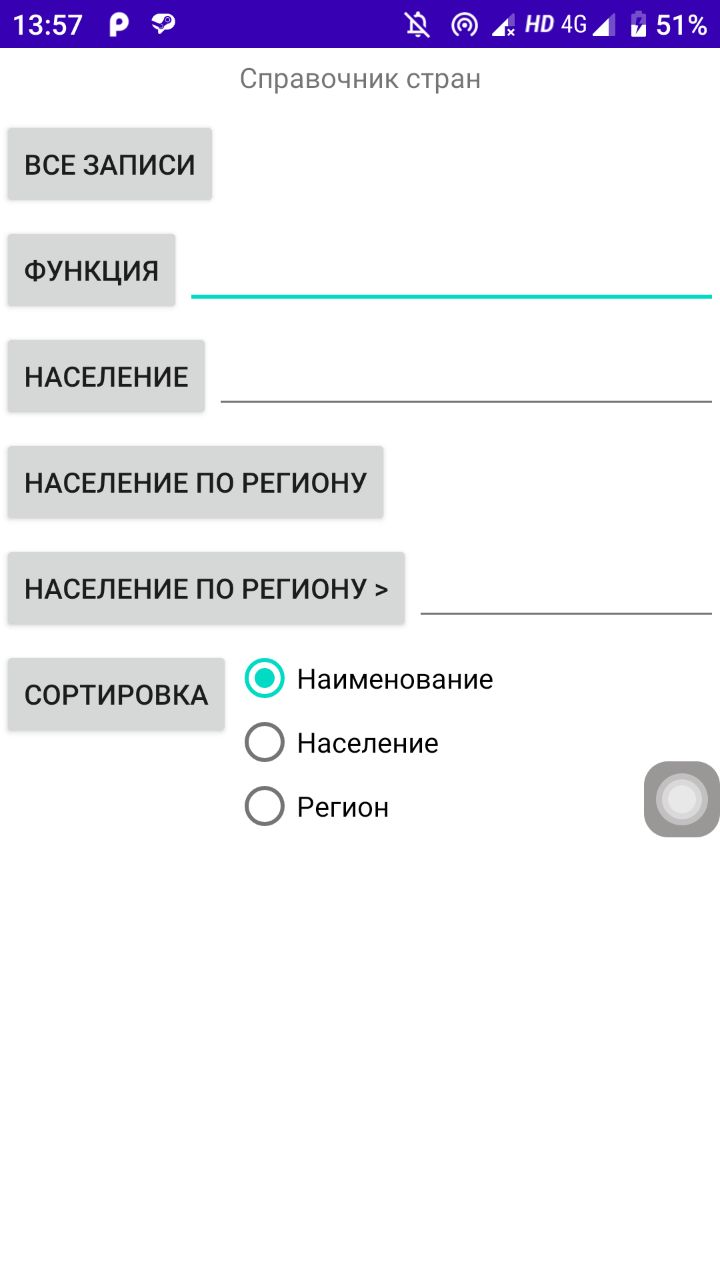 13:57 HD 4G 51%
Справочник стран
ВСЕ ЗАПИСИ
ФУНКЦИЯ
НАСЕЛЕНИЕ
НАСЕЛЕНИЕ ПО РЕГИОНУ
НАСЕЛЕНИЕ ПО РЕГИОНУ >
СОРТИРОВКА
Наименование
Население
Регион